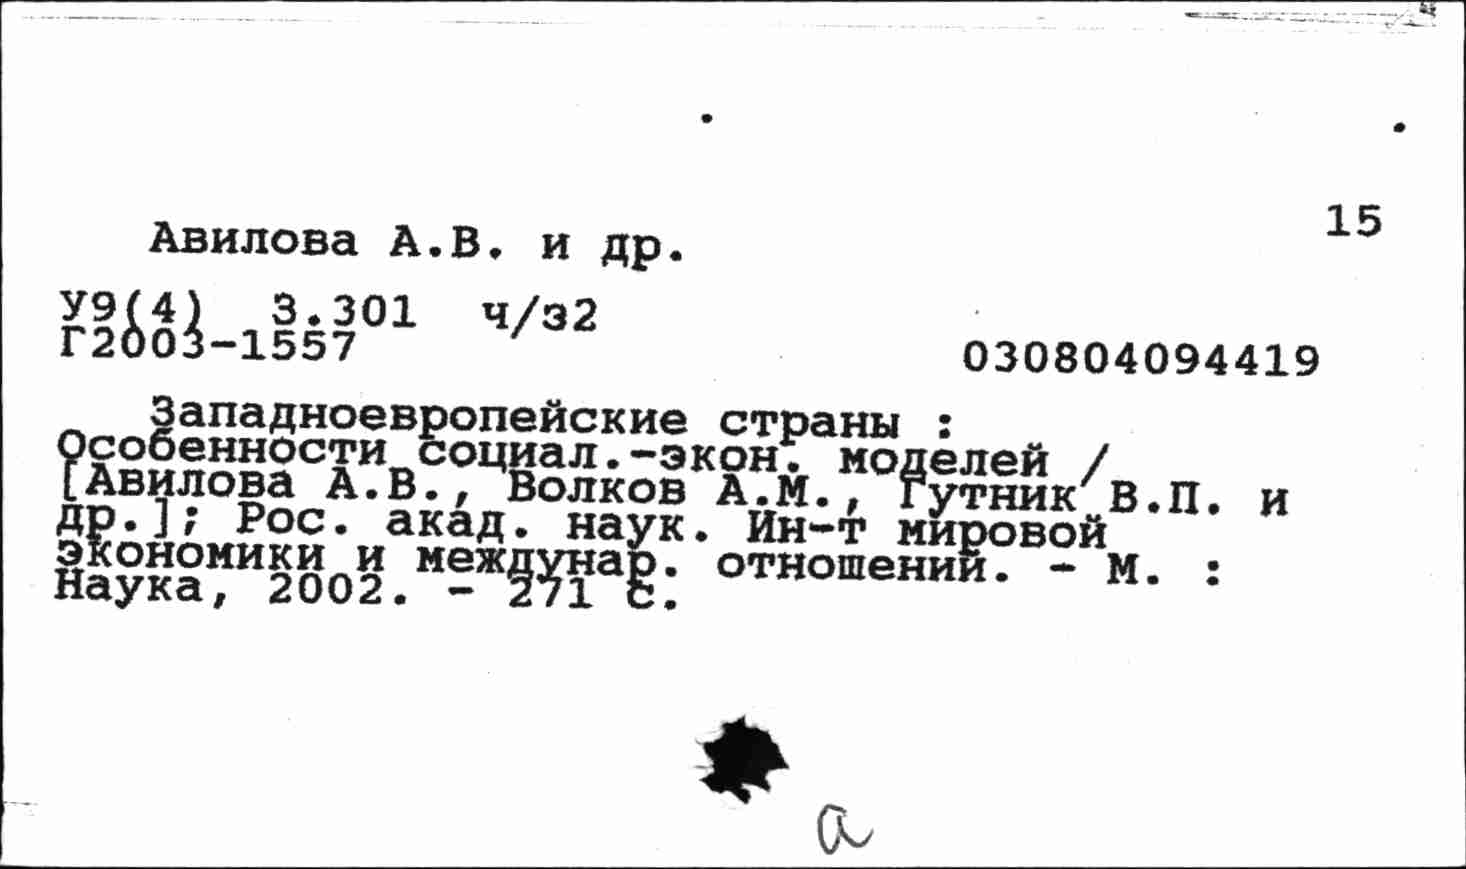 15
Авилова А.В. и др.
У9(4) З.301 ч/з2
Г2003-1557
030804094419
Западноевропейские страны :
Особенности социал.-экон. моделей /
[Авилова А.В., Волков А.М., Гутник В.П. и
др.]; Рос. акад. наук. Ин-т мировой
экономики и междунар. отношений. - М. :
Наука, 2002. - 271 с.
а